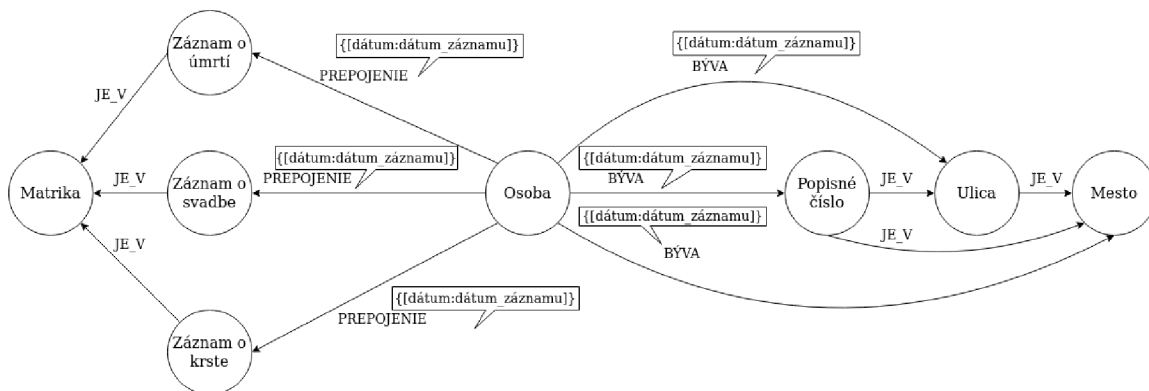 Záznam o
úmrtí
{[dátum:dátum_záznamu]}
PREPOJENIE
{[dátum:dátum_záznamu]}
BÝVA
JE_V
Matrika
JE_V
Záznam o
svadbe
{[dátum:dátum_záznamu]}
PREPOJENIE
Osoba
{[dátum:dátum_záznamu]}
BÝVA
Popisné
číslo
JE_V
Ulica
JE_V
Mesto
{[dátum:dátum_záznamu]}
BÝVA
JE_V
JE_V
{[dátum:dátum_záznamu]}
PREPOJENIE
Záznam o
krste